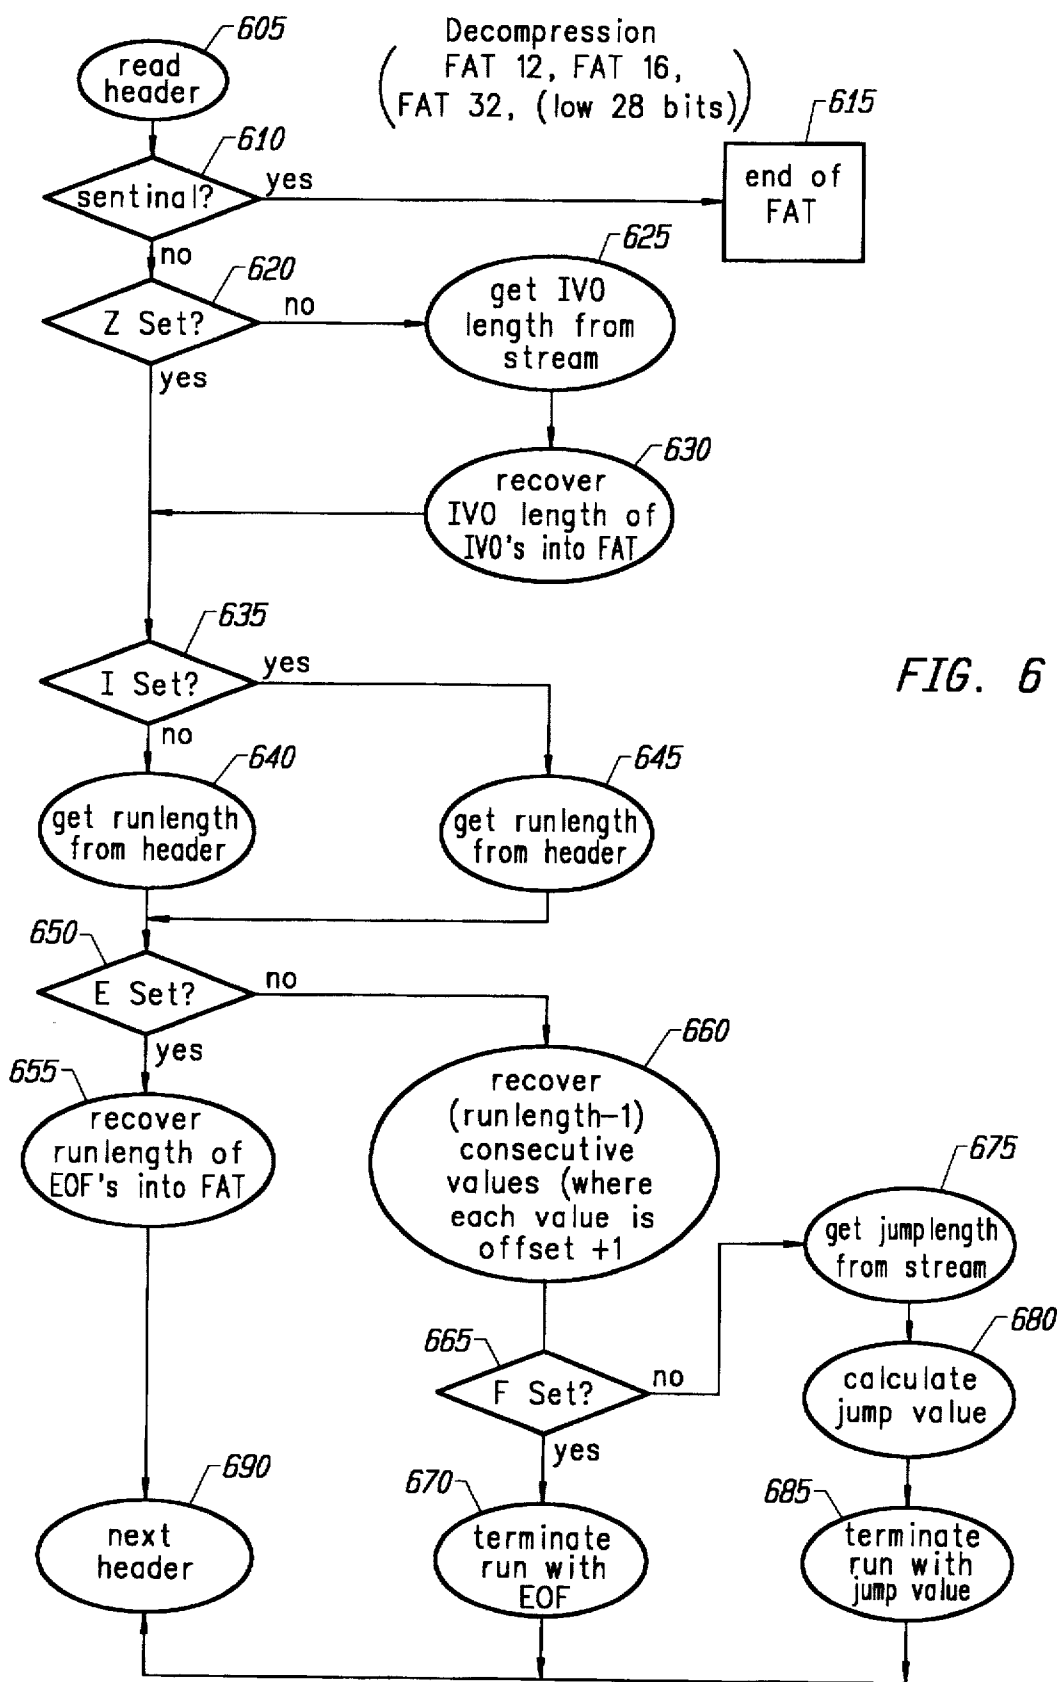 605
read
header
Decompression
(FAT 12, FAT 16,
FAT 32, (low 28 bits))
610
sentinal?
yes
no
615
end of
FAT
620
Z Set?
no
yes
625
get IVO
length from
stream
630
recover
IVO length of
IVO's into FAT
635
I Set?
yes
no
FIG. 6
640
get runlength
from header
645
get runlength
from header
650
E Set?
no
yes
655
recover
runlength of
EOF's into FAT
660
recover
(runlength-1)
consecutive
values (where
each value is
offset +1
665
F Set?
no
yes
675
get jumplength
from stream
680
calculate
jump value
670
terminate
run with
EOF
685
terminate
run with
jump value
690
next
header